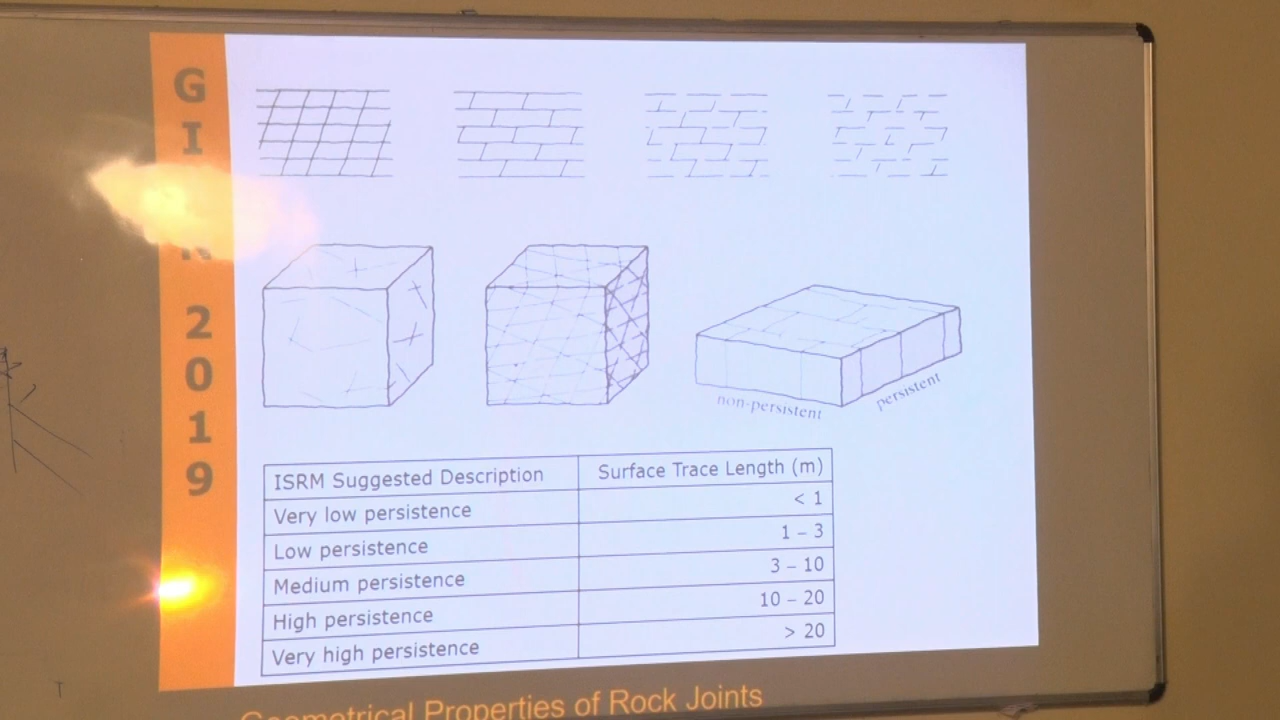 G
I
2
0
1
9
non-persistent
persistent
ISRM Suggested Description Surface Trace Length (m)
Very low persistence < 1
Low persistence 1 – 3
Medium persistence 3 – 10
High persistence 10 – 20
Very high persistence > 20
Geometrical Properties of Rock Joints